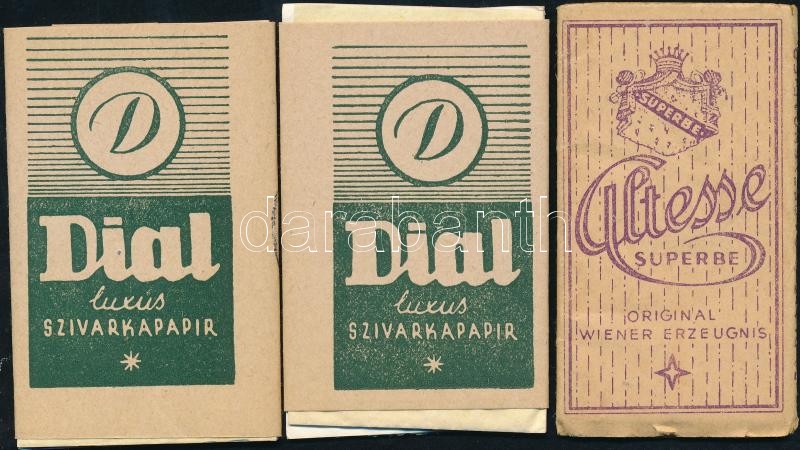 D
Dial
luxus
SZIVARKAPAPIR
D
Dial
luxus
SZIVARKAPAPIR
SUPERBE
Altesse
SUPERBE
ORIGINAL
WIENER ERZEUGNIS
darabanth